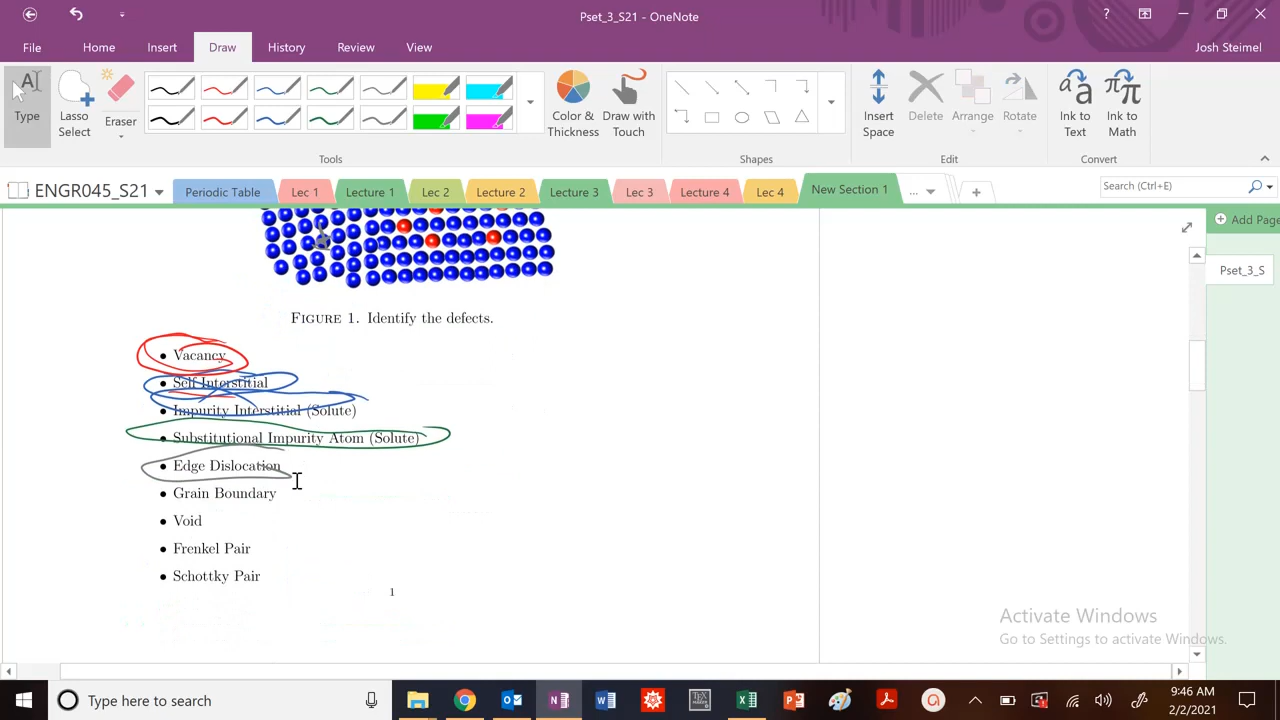 Pset_3_S21 - OneNote
?
File
Home
Insert
Draw
History
Review
View
Josh Steimel
Type
Lasso
Select
Eraser
Color &
Thickness
Draw with
Touch
Insert
Space
Delete
Arrange
Rotate
Ink to
Text
Ink to
Math
Tools
Shapes
Edit
Convert
ENGR045_S21
Periodic Table
Lec 1
Lecture 1
Lec 2
Lecture 2
Lecture 3
Lec 3
Lecture 4
Lec 4
New Section 1
...
Search (Ctrl+E)
Add Page
Pset_3_S
Figure 1. Identify the defects.
• Vacancy
• Self Interstitial
• Impurity Interstitial (Solute)
• Substitutional Impurity Atom (Solute)
• Edge Dislocation
• Grain Boundary
• Void
• Frenkel Pair
• Schottky Pair
1
Activate Windows
Go to Settings to activate Windows.
Type here to search
9:46 AM
2/2/2021